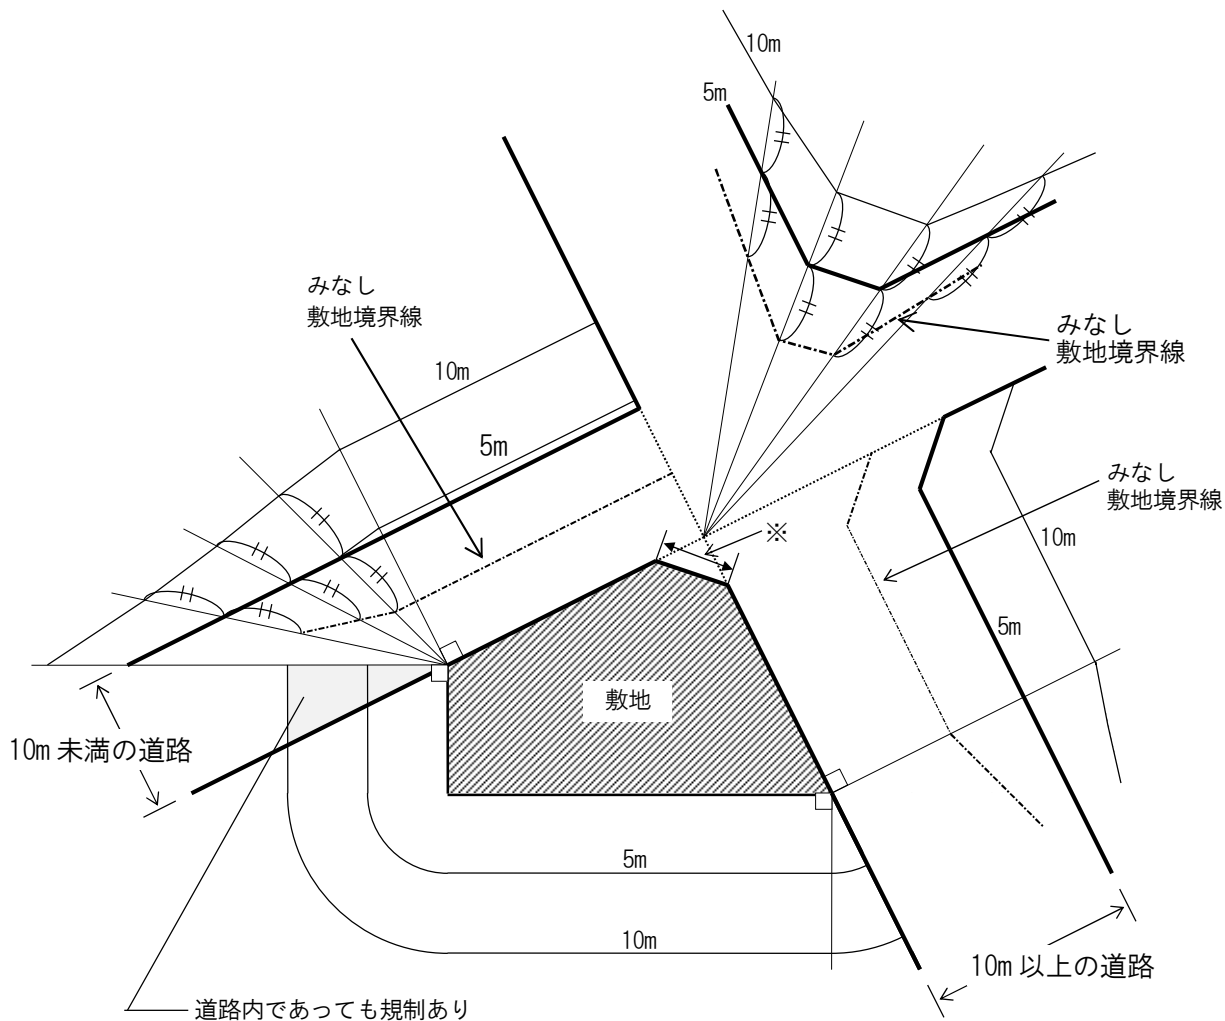 10m
5m
みなし
敷地境界線
10m
5m
みなし
敷地境界線
みなし
敷地境界線
※
10m
5m
敷地
10m 未満の道路
5m
10m
10m 以上の道路
道路内であっても規制あり